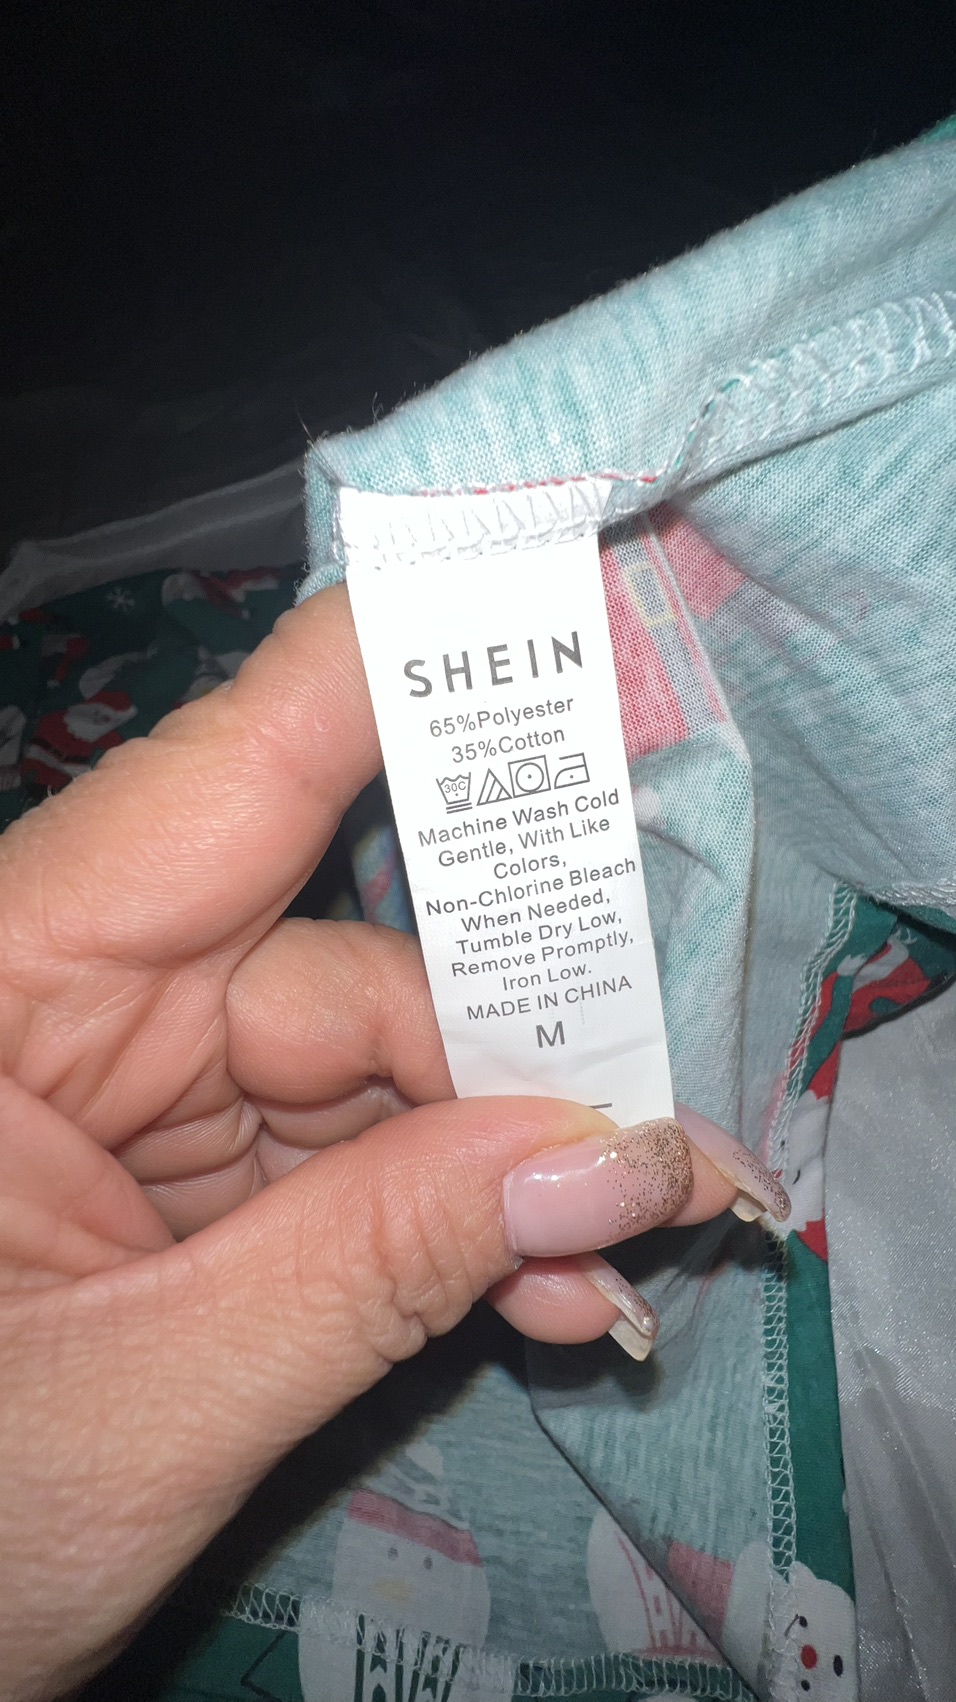 SHEIN
65%Polyester
35%Cotton
30C
Machine Wash Cold
Gentle, With Like
Colors,
Non-Chlorine Bleach
When Needed,
Tumble Dry Low,
Remove Promptly,
Iron Low.
MADE IN CHINA
M